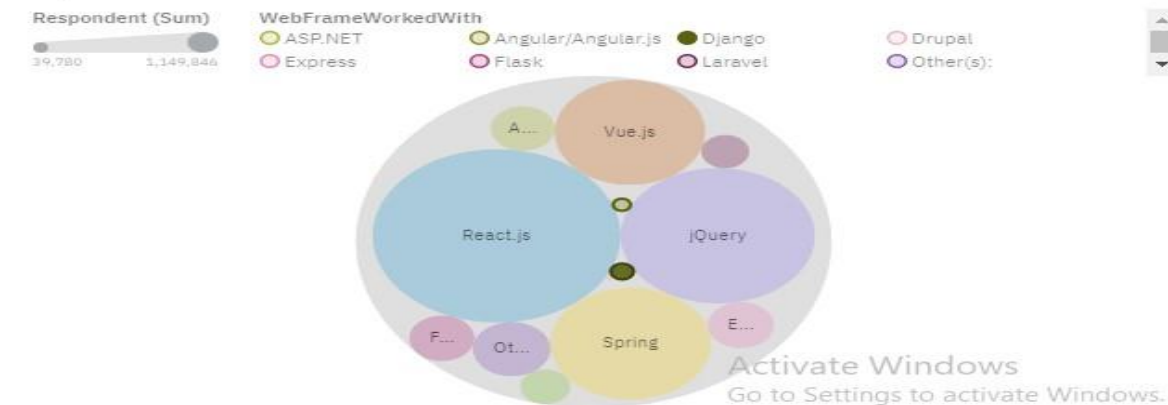 Respondent (Sum)
39,780 1,149,846
WebFrameWorkedWith
ASP.NET Angular/Angular.js Django Drupal
Express Flask Laravel Other(s):
A... Vue.js
React.js jQuery
F... Ot... Spring E...
Activate Windows
Go to Settings to activate Windows.